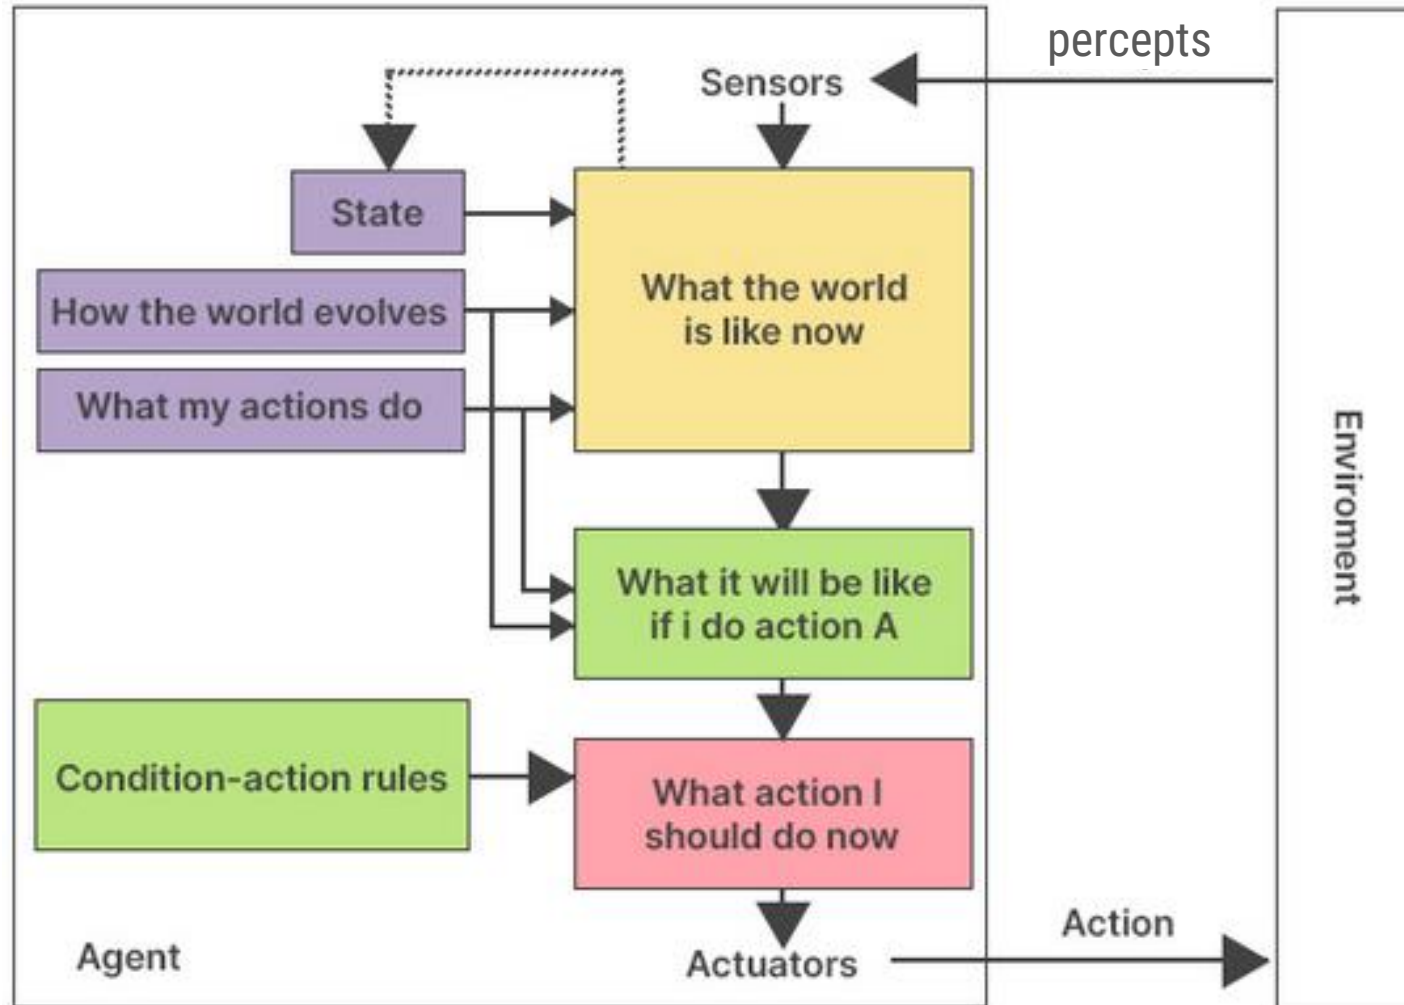 percepts
Sensors
State
How the world evolves
What my actions do
What the world
is like now
What it will be like
if i do action A
Condition-action rules
What action I
should do now
Agent
Actuators
Action
Enviroment